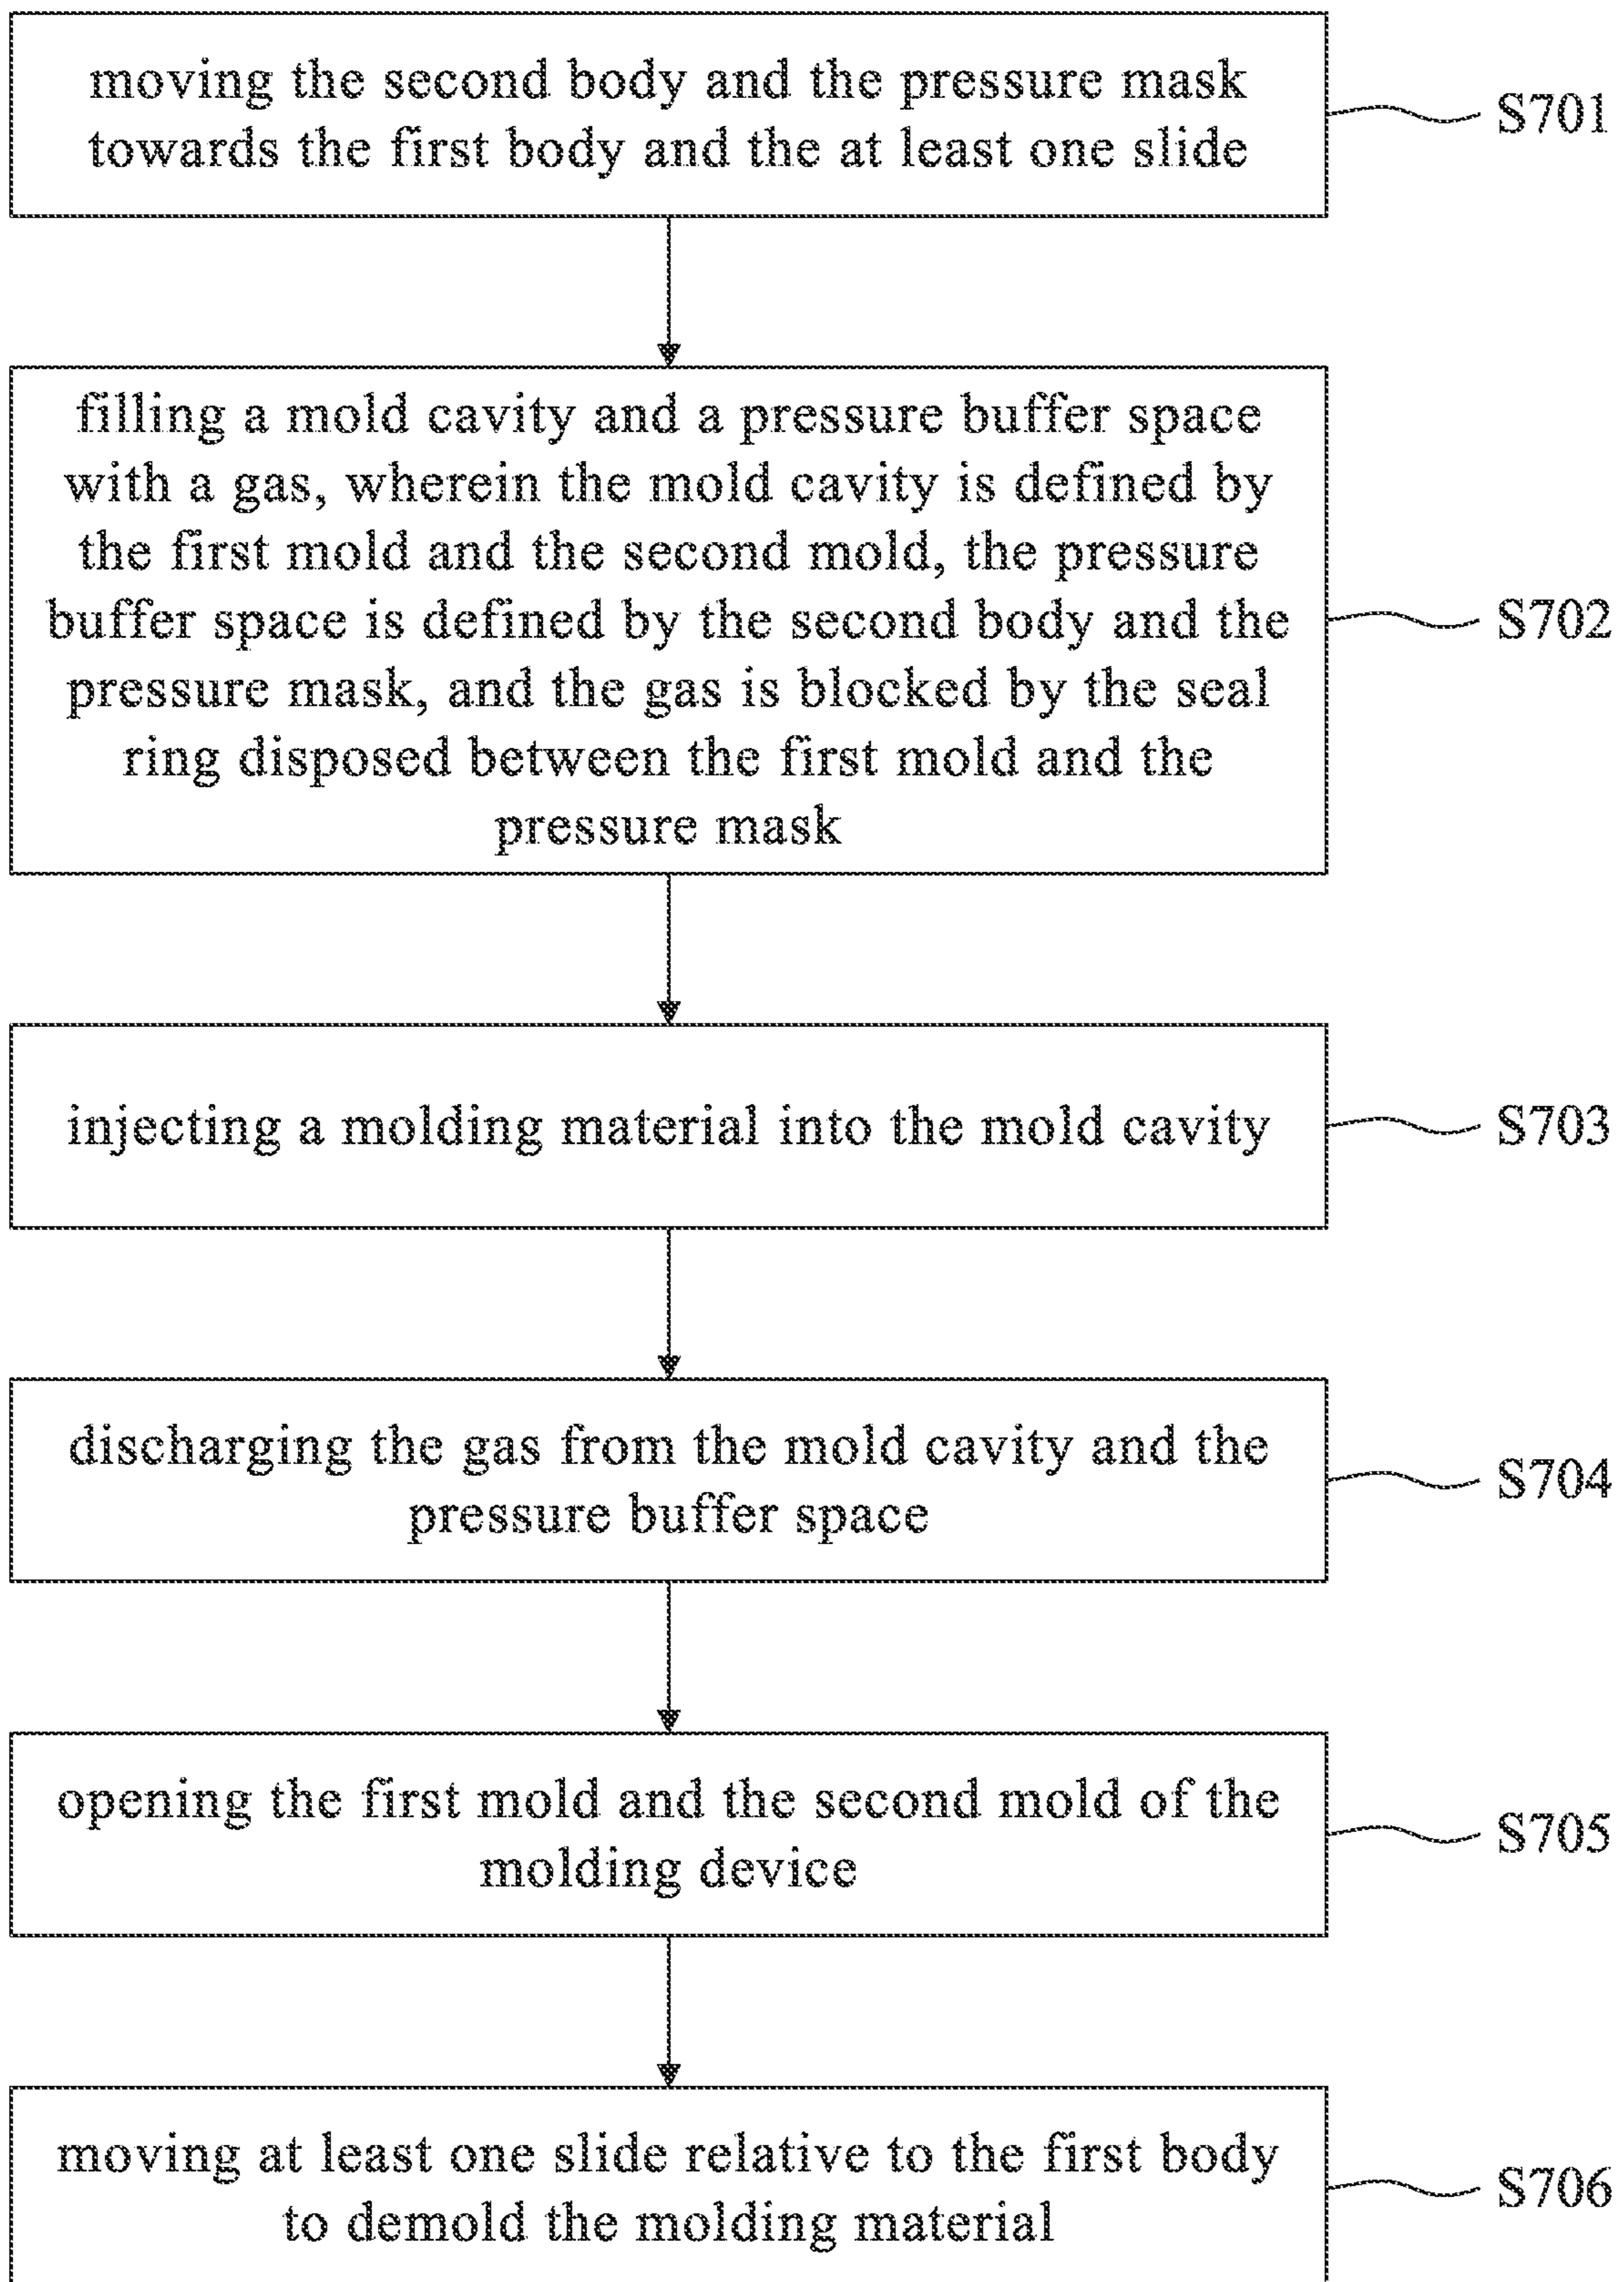 moving the second body and the pressure mask
towards the first body and the at least one slide
S701
filling a mold cavity and a pressure buffer space
with a gas, wherein the mold cavity is defined by
the first mold and the second mold, the pressure
buffer space is defined by the second body and the
pressure mask, and the gas is blocked by the seal
ring disposed between the first mold and the
pressure mask
S702
injecting a molding material into the mold cavity
S703
discharging the gas from the mold cavity and the
pressure buffer space
S704
opening the first mold and the second mold of the
molding device
S705
moving at least one slide relative to the first body
to demold the molding material
S706